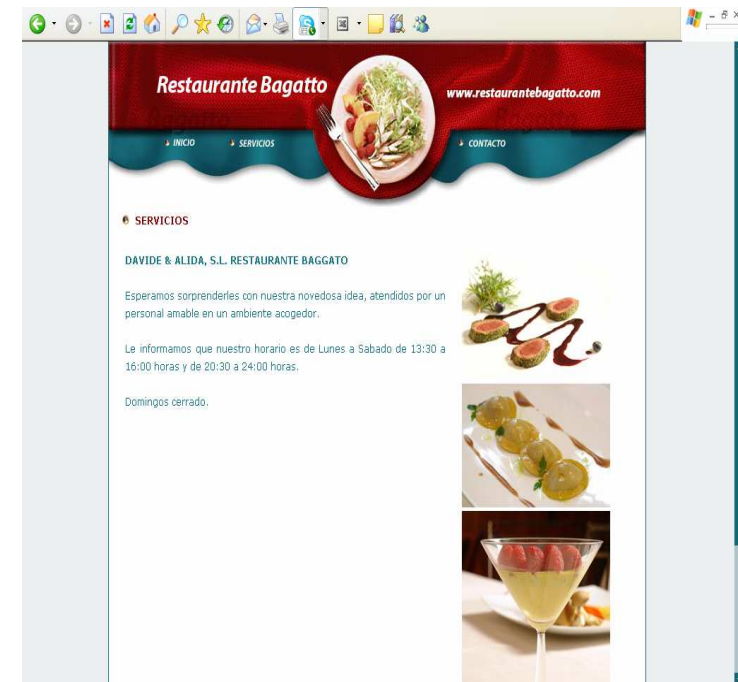 Restaurante Bagatto
www.restaurantebagatto.com
Bagatto
Bagatto
INICIO
SERVICIOS
CONTACTO
SERVICIOS
DAVIDE & ALIDA, S.L. RESTAURANTE BAGGATO
Esperamos sorprenderles con nuestra novedosa idea, atendidos por un
personal amable en un ambiente acogedor.
Le informamos que nuestro horario es de Lunes a Sabado de 13:30 a
16:00 horas y de 20:30 a 24:00 horas.
Domingos cerrado.